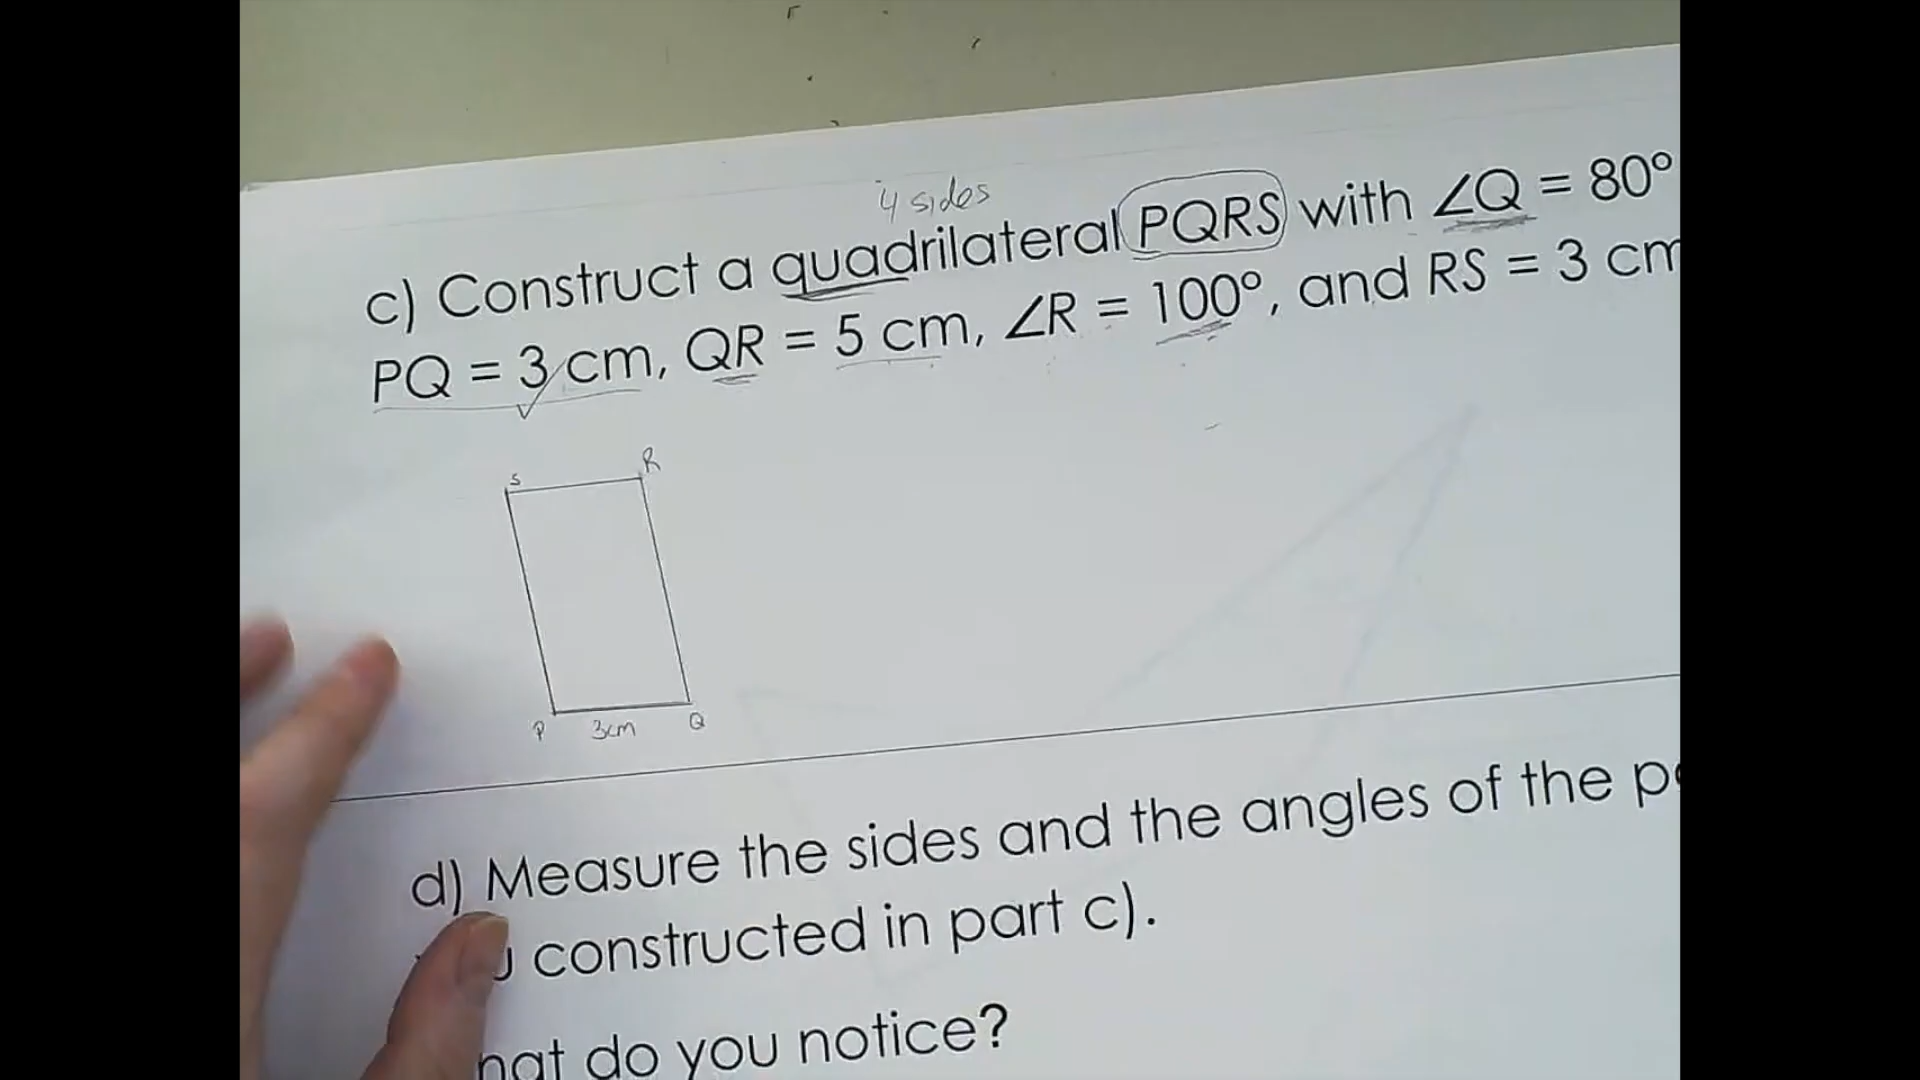 4 sides
c) Construct a quadrilateral PQRS with ∠Q = 80°
PQ = 3 cm, QR = 5 cm, ∠R = 100°, and RS = 3 cm
S R
P 3cm Q
d) Measure the sides and the angles of the
constructed in part c).
do you notice?